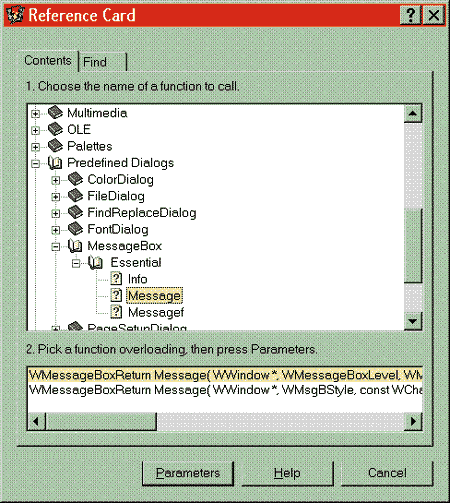 Reference Card
Contents
Find
1. Choose the name of a function to call.
Multimedia
OLE
Palettes
Predefined Dialogs
ColorDialog
FileDialog
FindReplaceDialog
FontDialog
MessageBox
Essential
Info
Message
Messagef
PageSetupDialog
2. Pick a function overloading, then press Parameters.
WMessageBoxReturn Message( WWindow *, WMessageBoxLevel, WM
WMessageBoxReturn Message( WWindow *, WMsgBStyle, const WCha
Parameters
Help
Cancel